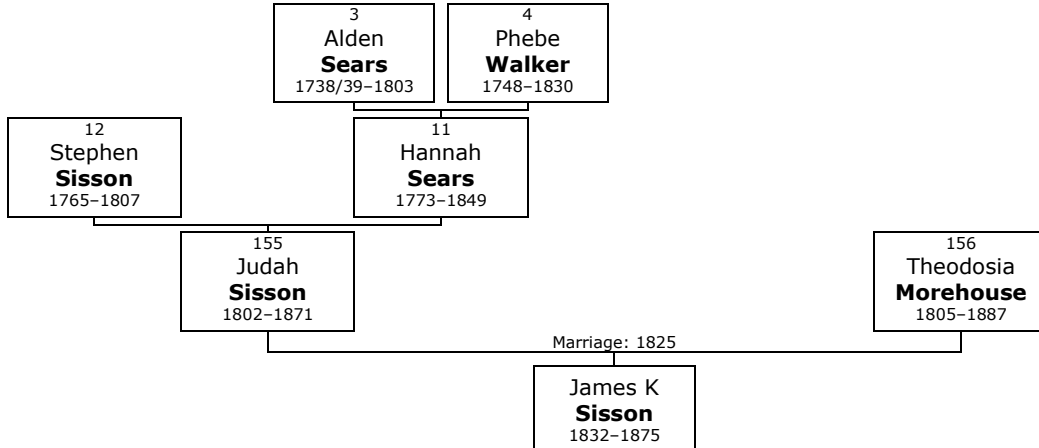 3
Alden
Sears
1738/39–1803
4
Phebe
Walker
1748–1830
12
Stephen
Sisson
1765–1807
11
Hannah
Sears
1773–1849
155
Judah
Sisson
1802–1871
156
Theodosia
Morehouse
1805–1887
Marriage: 1825
James K
Sisson
1832–1875